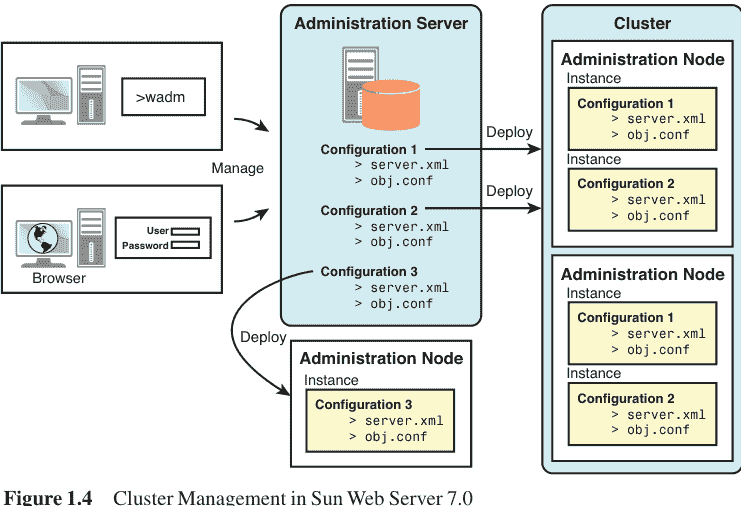 >wadm
User
Password
Browser
Manage
Administration Server
Configuration 1
> server.xml
> obj.conf
Configuration 2
> server.xml
> obj.conf
Configuration 3
> server.xml
> obj.conf
Deploy
Deploy
Deploy
Administration Node
Instance
Configuration 3
> server.xml
> obj.conf
Cluster
Administration Node
Instance
Configuration 1
> server.xml
> obj.conf
Instance
Configuration 2
> server.xml
> obj.conf
Administration Node
Instance
Configuration 1
> server.xml
> obj.conf
Instance
Configuration 2
> server.xml
> obj.conf
Figure 1.4 Cluster Management in Sun Web Server 7.0